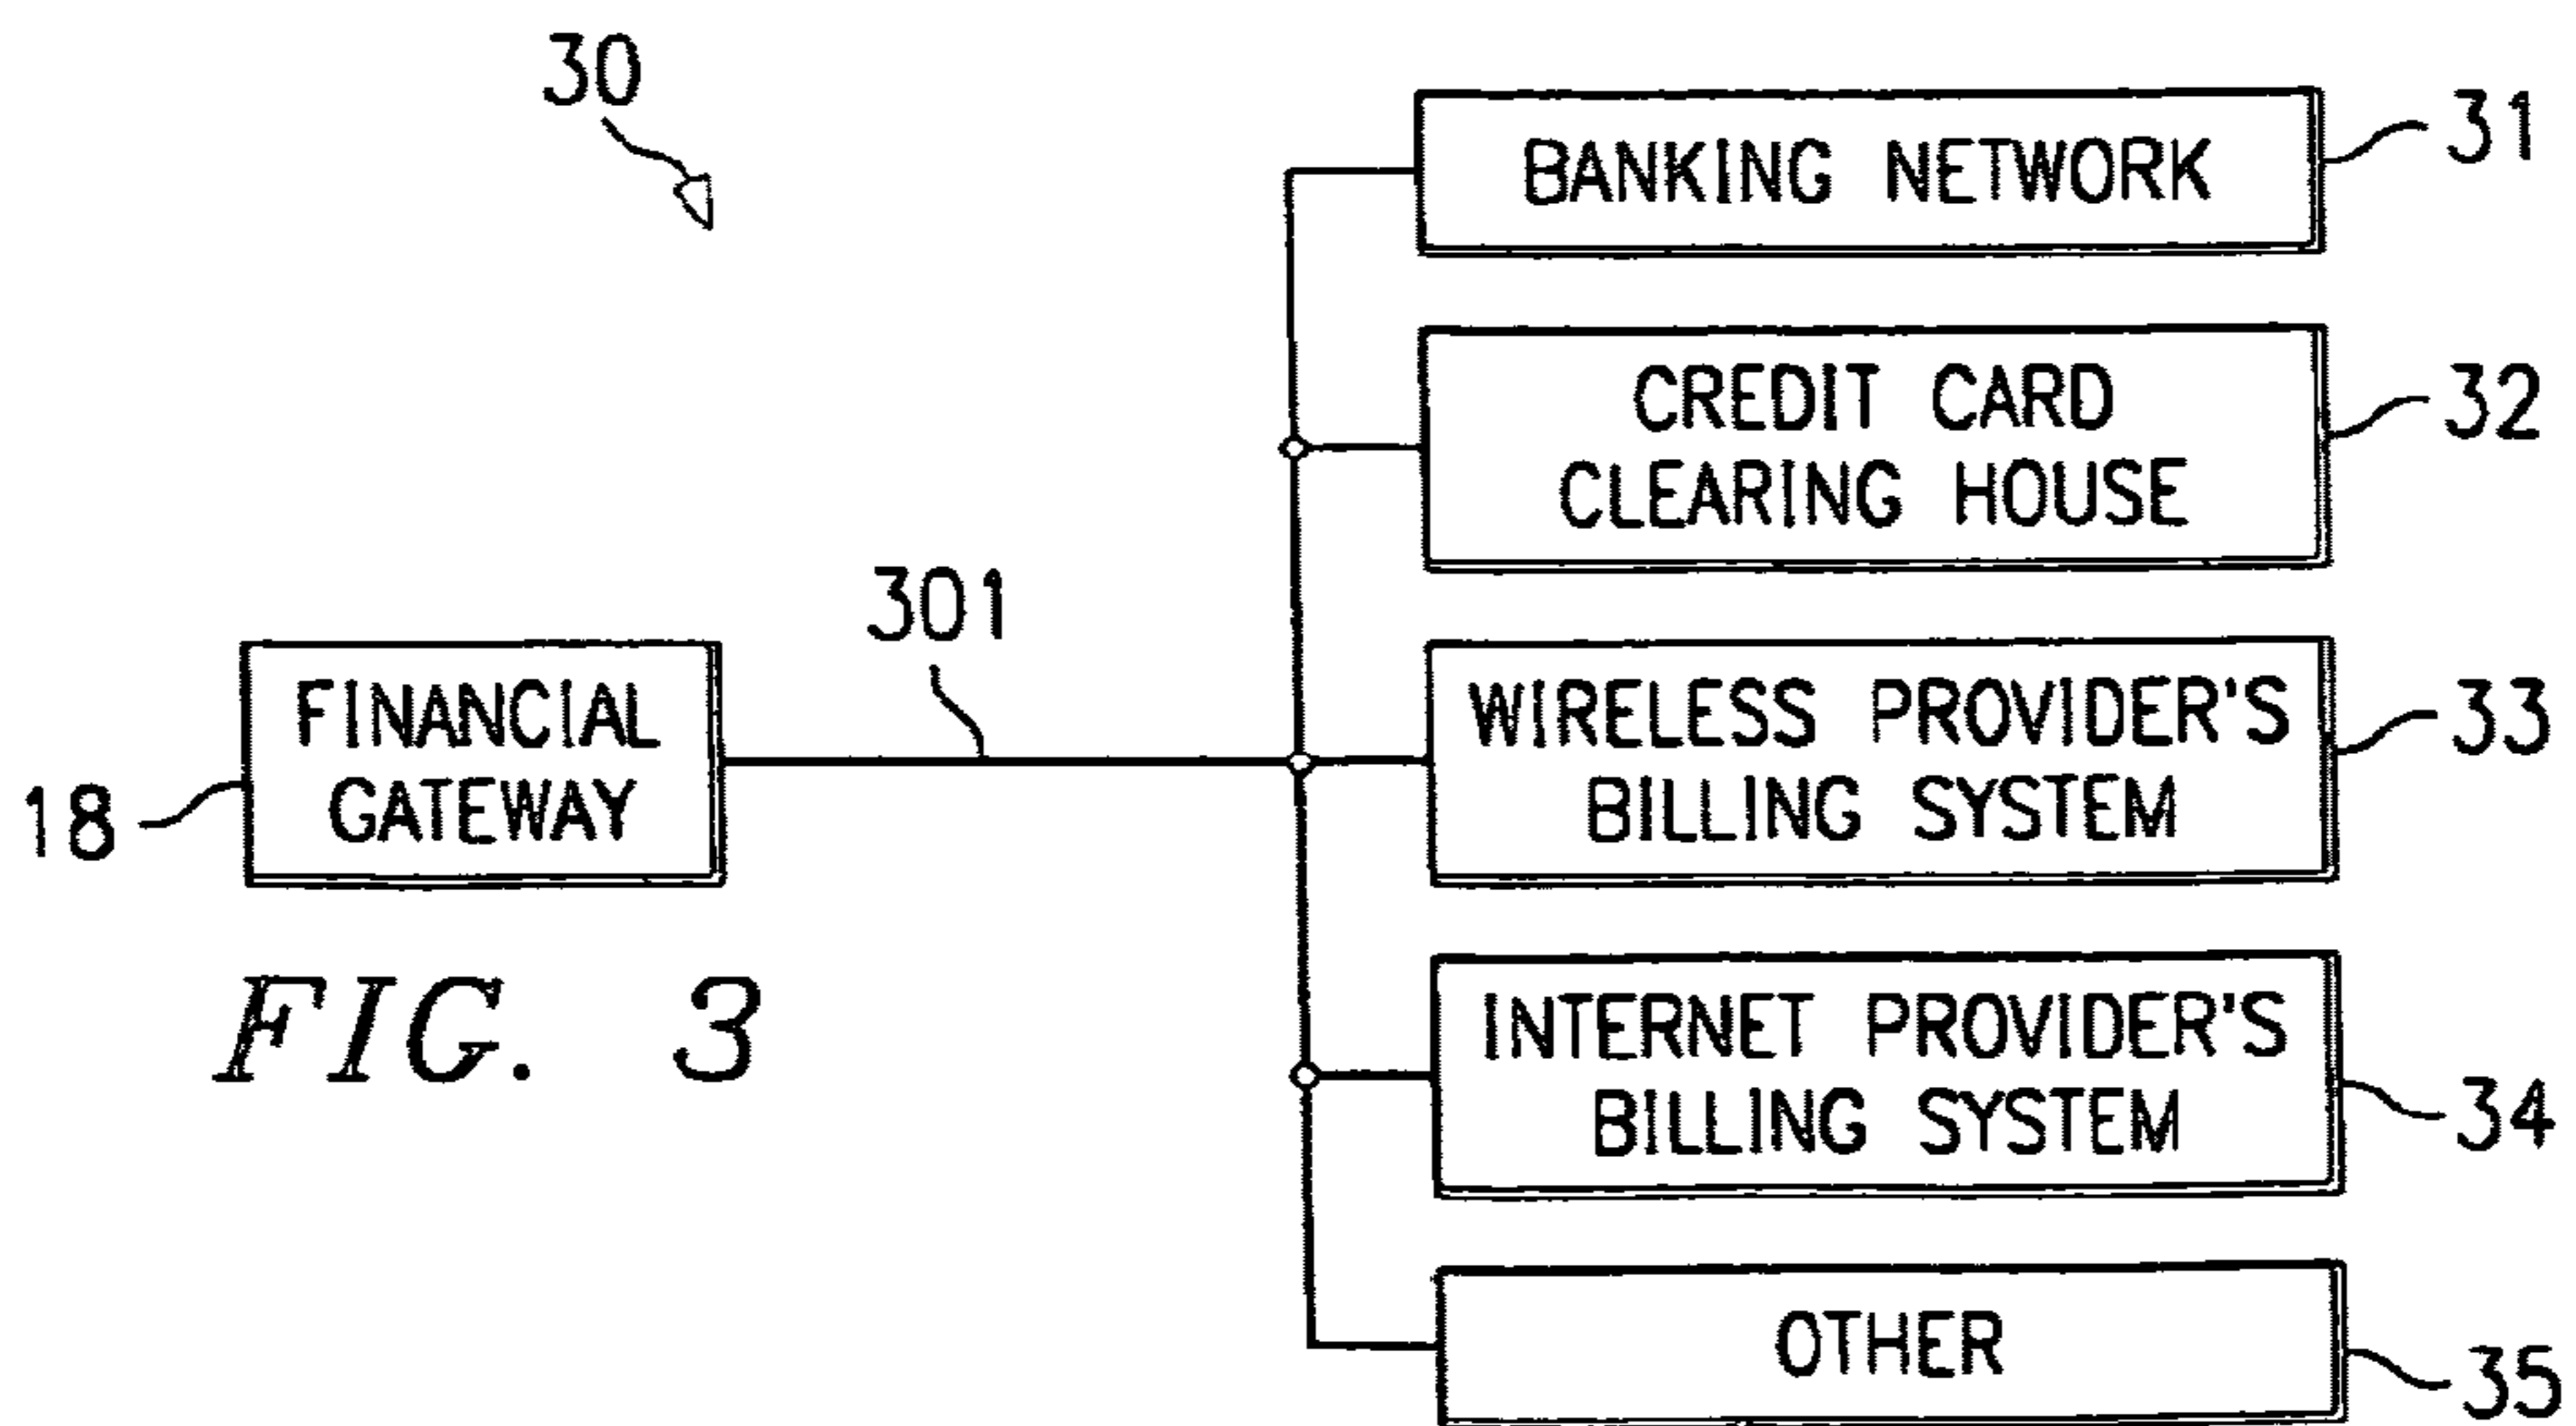 30
BANKING NETWORK
31
CREDIT CARD
CLEARING HOUSE
32
301
FINANCIAL
GATEWAY
18
WIRELESS PROVIDER'S
BILLING SYSTEM
33
FIG. 3
INTERNET PROVIDER'S
BILLING SYSTEM
34
OTHER
35